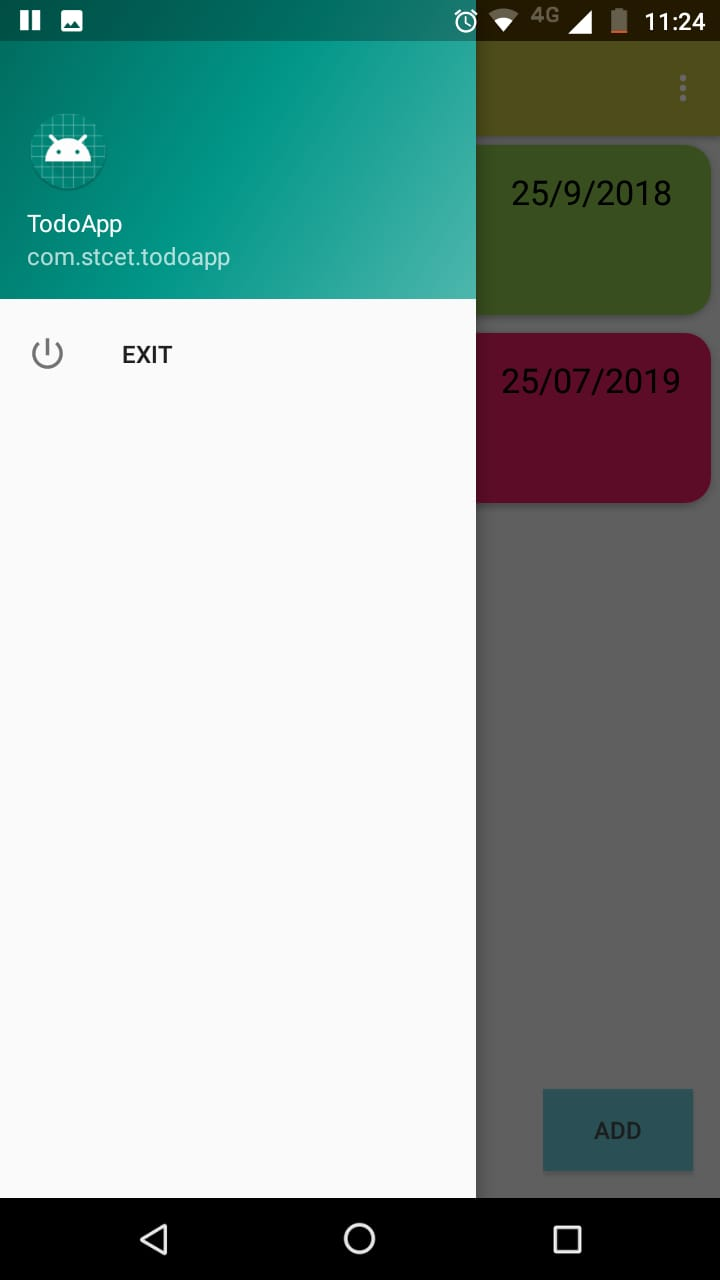 4G 11:24
TodoApp
com.stcet.todoapp
EXIT
25/9/2018
25/07/2019
ADD